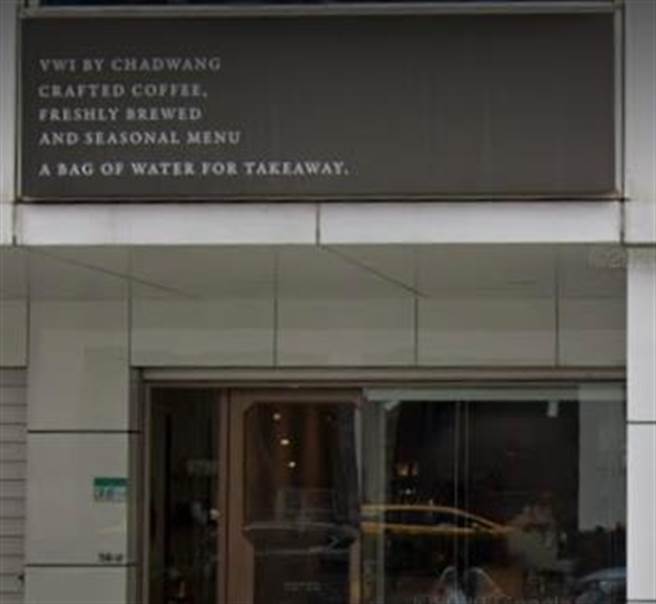 VWI BY CHADWANG
CRAFTED COFFEE,
FRESHLY BREWED
AND SEASONAL MENU
A BAG OF WATER FOR TAKEAWAY.